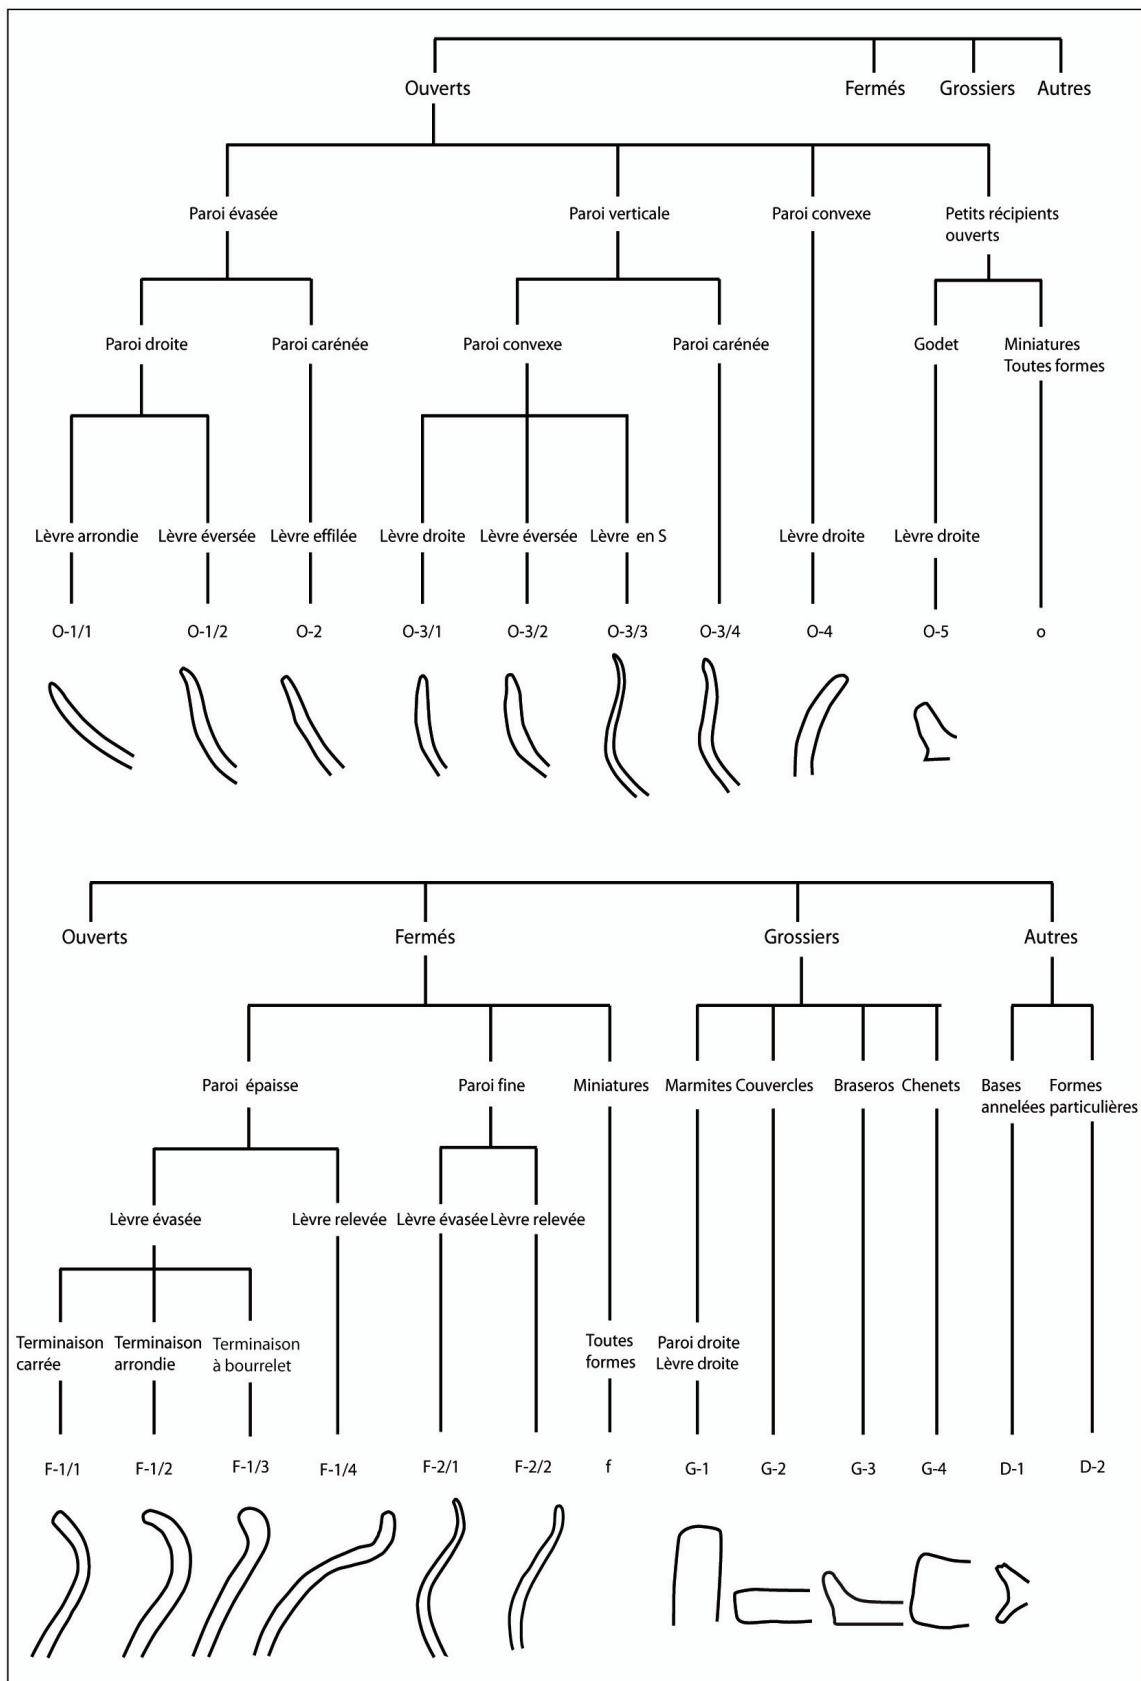 Ouverts Fermés Grossiers Autres
Paroi évasée Paroi verticale Paroi convexe Petits récipients
ouverts
Paroi droite Paroi carénée Paroi convexe Paroi carénée Godet Miniatures
Toutes formes
Lèvre arrondie Lèvre éversée Lèvre effilée Lèvre droite Lèvre éversée Lèvre en S Lèvre droite Lèvre droite
O-1/1 O-1/2 O-2 O-3/1 O-3/2 O-3/3 O-3/4 O-4 O-5 o
Ouverts Fermés Grossiers Autres
Paroi épaisse Paroi fine Miniatures Marmites Couvercles Braseros Chenets Bases Formes
annelées particulières
Lèvre évasée Lèvre relevée Lèvre évasée Lèvre relevée
Terminaison Terminaison Terminaison Toutes Paroi droite
carrée arrondie à bourrelet formes Lèvre droite
F-1/1 F-1/2 F-1/3 F-1/4 F-2/1 F-2/2 f G-1 G-2 G-3 G-4 D-1 D-2